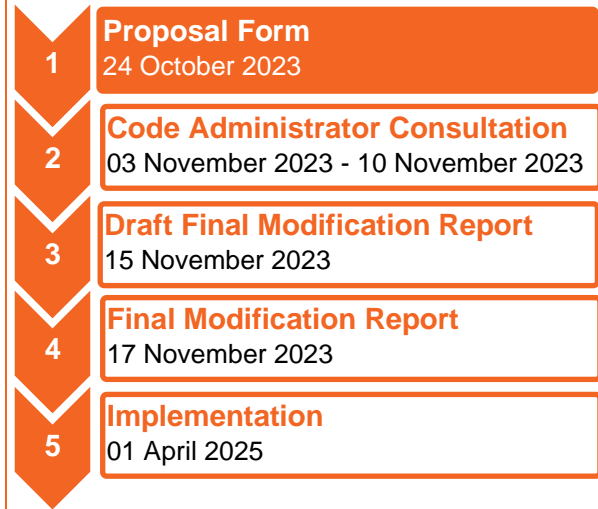 1
Proposal Form
24 October 2023
2
Code Administrator Consultation
03 November 2023 - 10 November 2023
3
Draft Final Modification Report
15 November 2023
4
Final Modification Report
17 November 2023
5
Implementation
01 April 2025